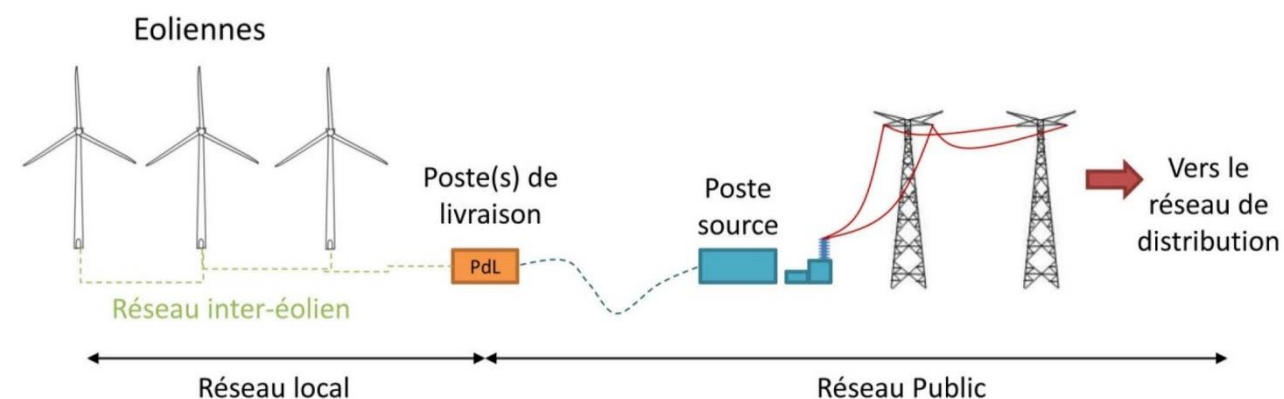 Eoliennes
Poste(s) de
livraison
PdL
Poste
source
Vers le
réseau de
distribution
Réseau inter-éolien
Réseau local
Réseau Public